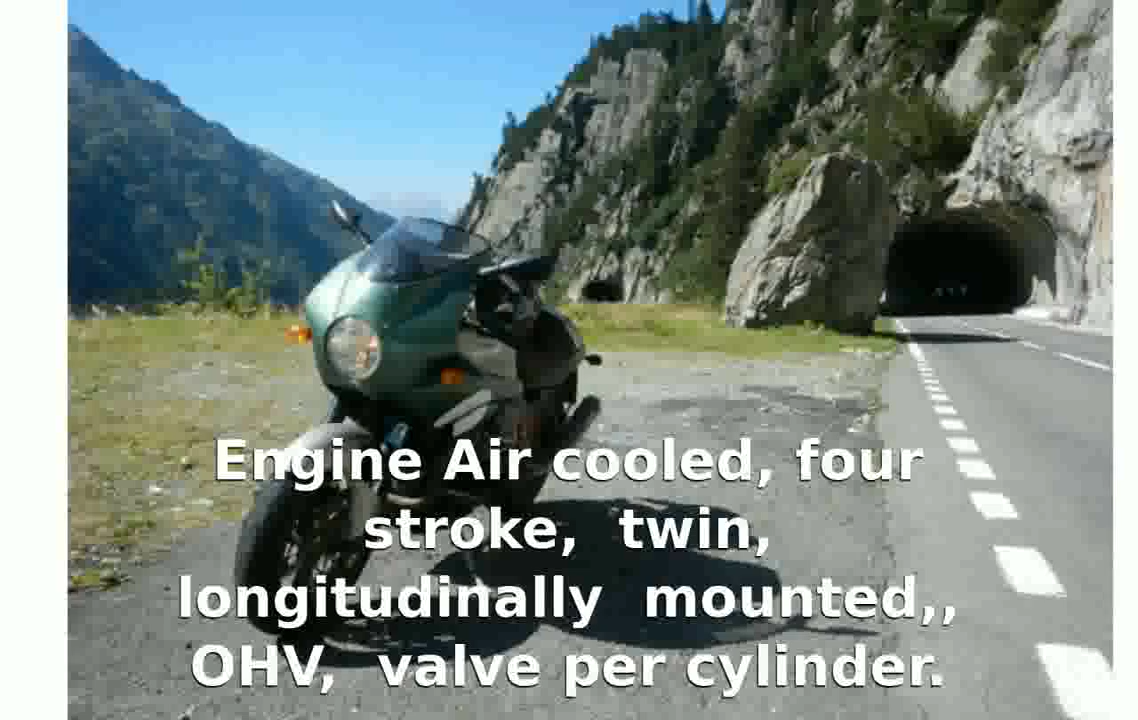 Engine Air cooled, four
stroke,  twin,
longitudinally  mounted,,
OHV,  valve per cylinder.